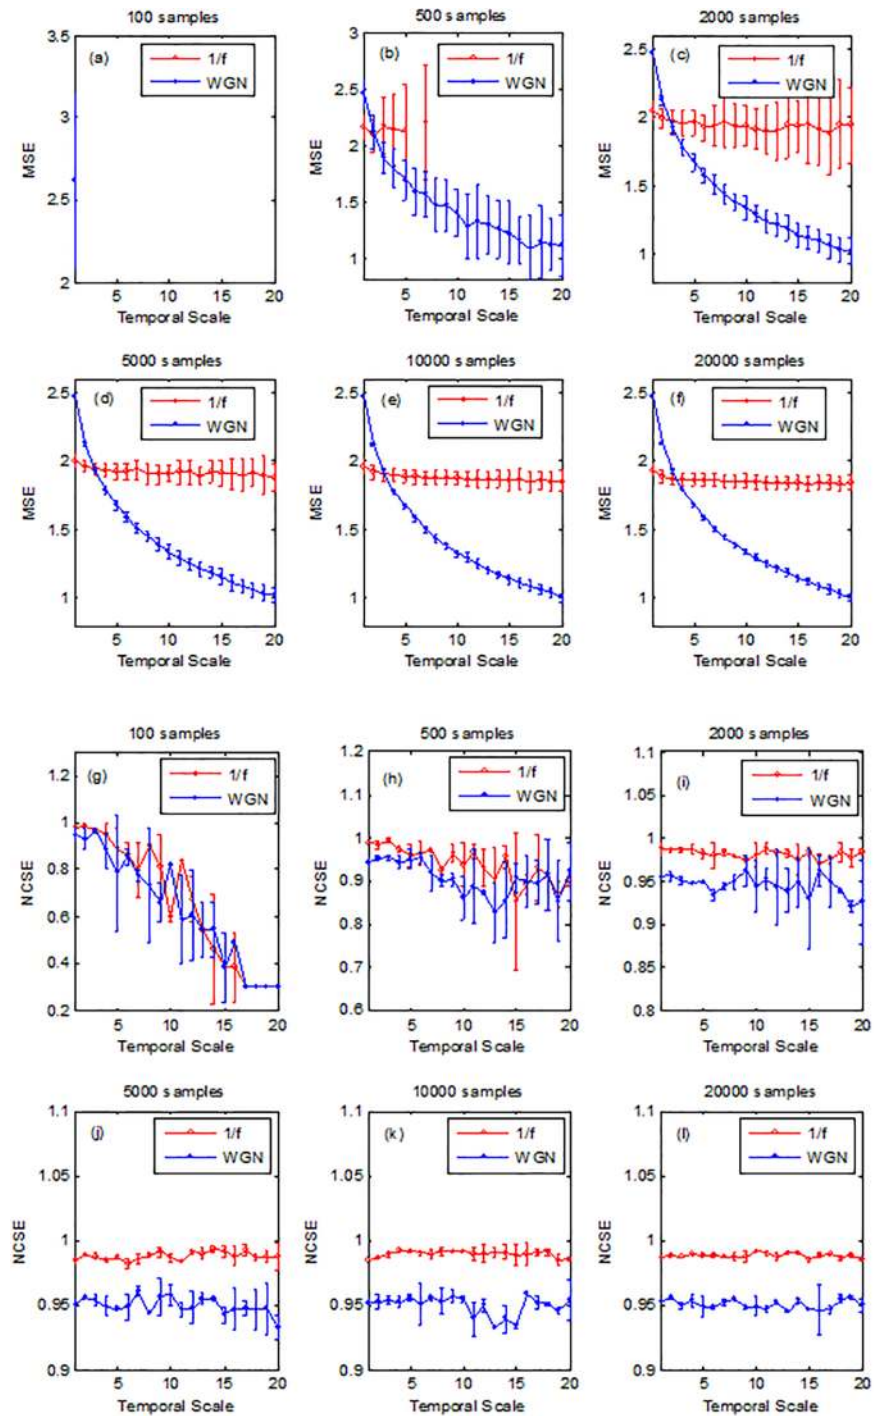 100 samples
500 samples
2000 samples
(a)
1/f
WGN
(b)
1/f
WGN
(c)
1/f
WGN
MSE
3.5
3
2.5
2
MSE
3
2.5
2
1.5
1
MSE
2.5
2
1.5
1
5 10 15 20
5 10 15 20
5 10 15 20
Temporal Scale
Temporal Scale
Temporal Scale
5000 samples
10000 samples
20000 samples
(d)
1/f
WGN
(e)
1/f
WGN
(f)
1/f
WGN
MSE
2.5
2
1.5
1
MSE
2.5
2
1.5
1
MSE
2.5
2
1.5
1
5 10 15 20
5 10 15 20
5 10 15 20
Temporal Scale
Temporal Scale
Temporal Scale
100 samples
500 samples
2000 samples
(g)
1/f
WGN
(h)
1/f
WGN
(i)
1/f
WGN
NCSE
1.2
1
0.8
0.6
0.4
0.2
NCSE
1.2
1.1
1
0.9
0.8
0.7
0.6
NCSE
1.1
1.05
1
0.95
0.9
0.85
0.8
5 10 15 20
5 10 15 20
5 10 15 20
Temporal Scale
Temporal Scale
Temporal Scale
5000 samples
10000 samples
20000 samples
(j)
1/f
WGN
(k)
1/f
WGN
(l)
1/f
WGN
NCSE
1.1
1.05
1
0.95
0.9
NCSE
1.1
1.05
1
0.95
0.9
NCSE
1.1
1.05
1
0.95
0.9
5 10 15 20
5 10 15 20
5 10 15 20
Temporal Scale
Temporal Scale
Temporal Scale